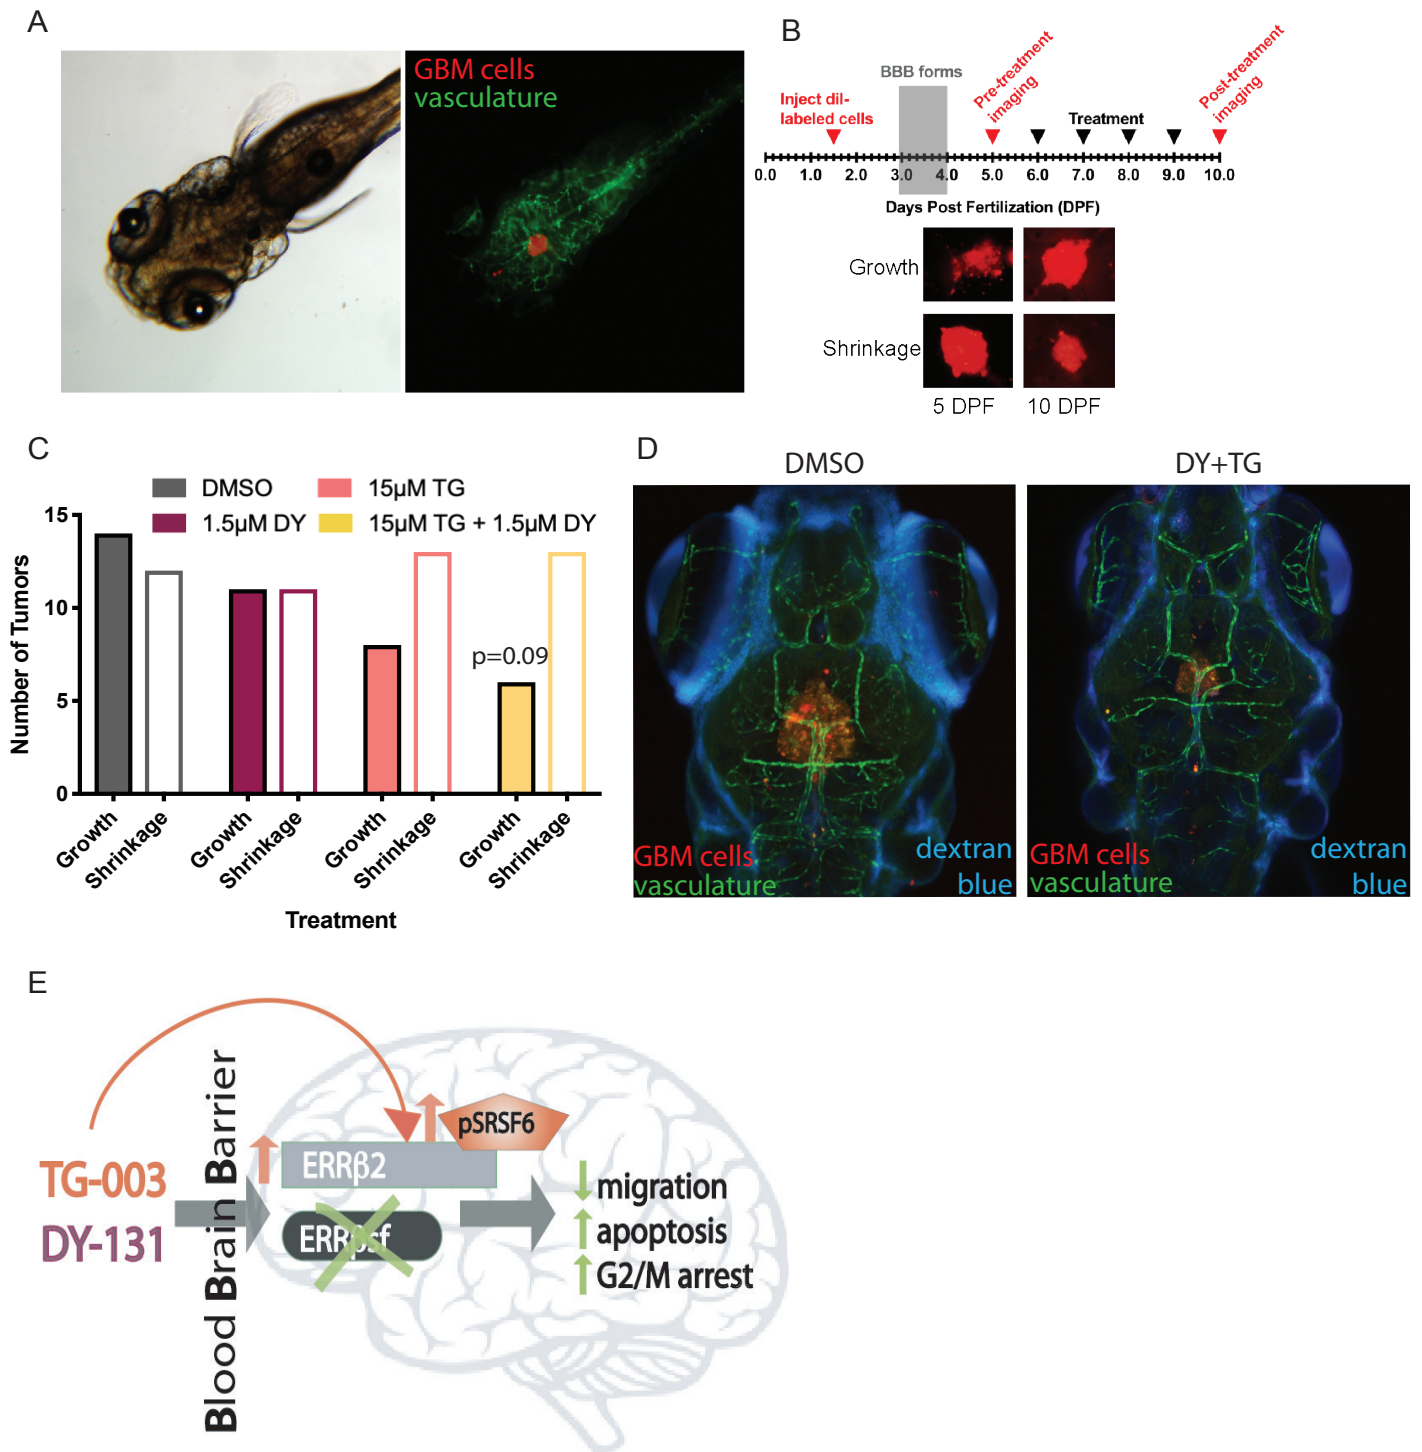 A
GBM cells
vasculature
B
BBB forms
Inject dil-
labeled cells
Pre-treatment
imaging
Treatment
Post-treatment
imaging
0.0 1.0 2.0 3.0 4.0 5.0 6.0 7.0 8.0 9.0 10.0
Days Post Fertilization (DPF)
Growth
Shrinkage
5 DPF 10 DPF
C
DMSO 15µM TG
1.5µM DY 15µM TG + 1.5µM DY
Number of Tumors
15
10
5
0
p=0.09
Growth Shrinkage Growth Shrinkage Growth Shrinkage Growth Shrinkage
Treatment
D
DMSO
DY+TG
GBM cells
vasculature
dextran
blue
GBM cells
vasculature
dextran
blue
E
TG-003
DY-131
Blood Brain Barrier
pSRSF6
ERRβ2
ERRβsf
migration
apoptosis
G2/M arrest